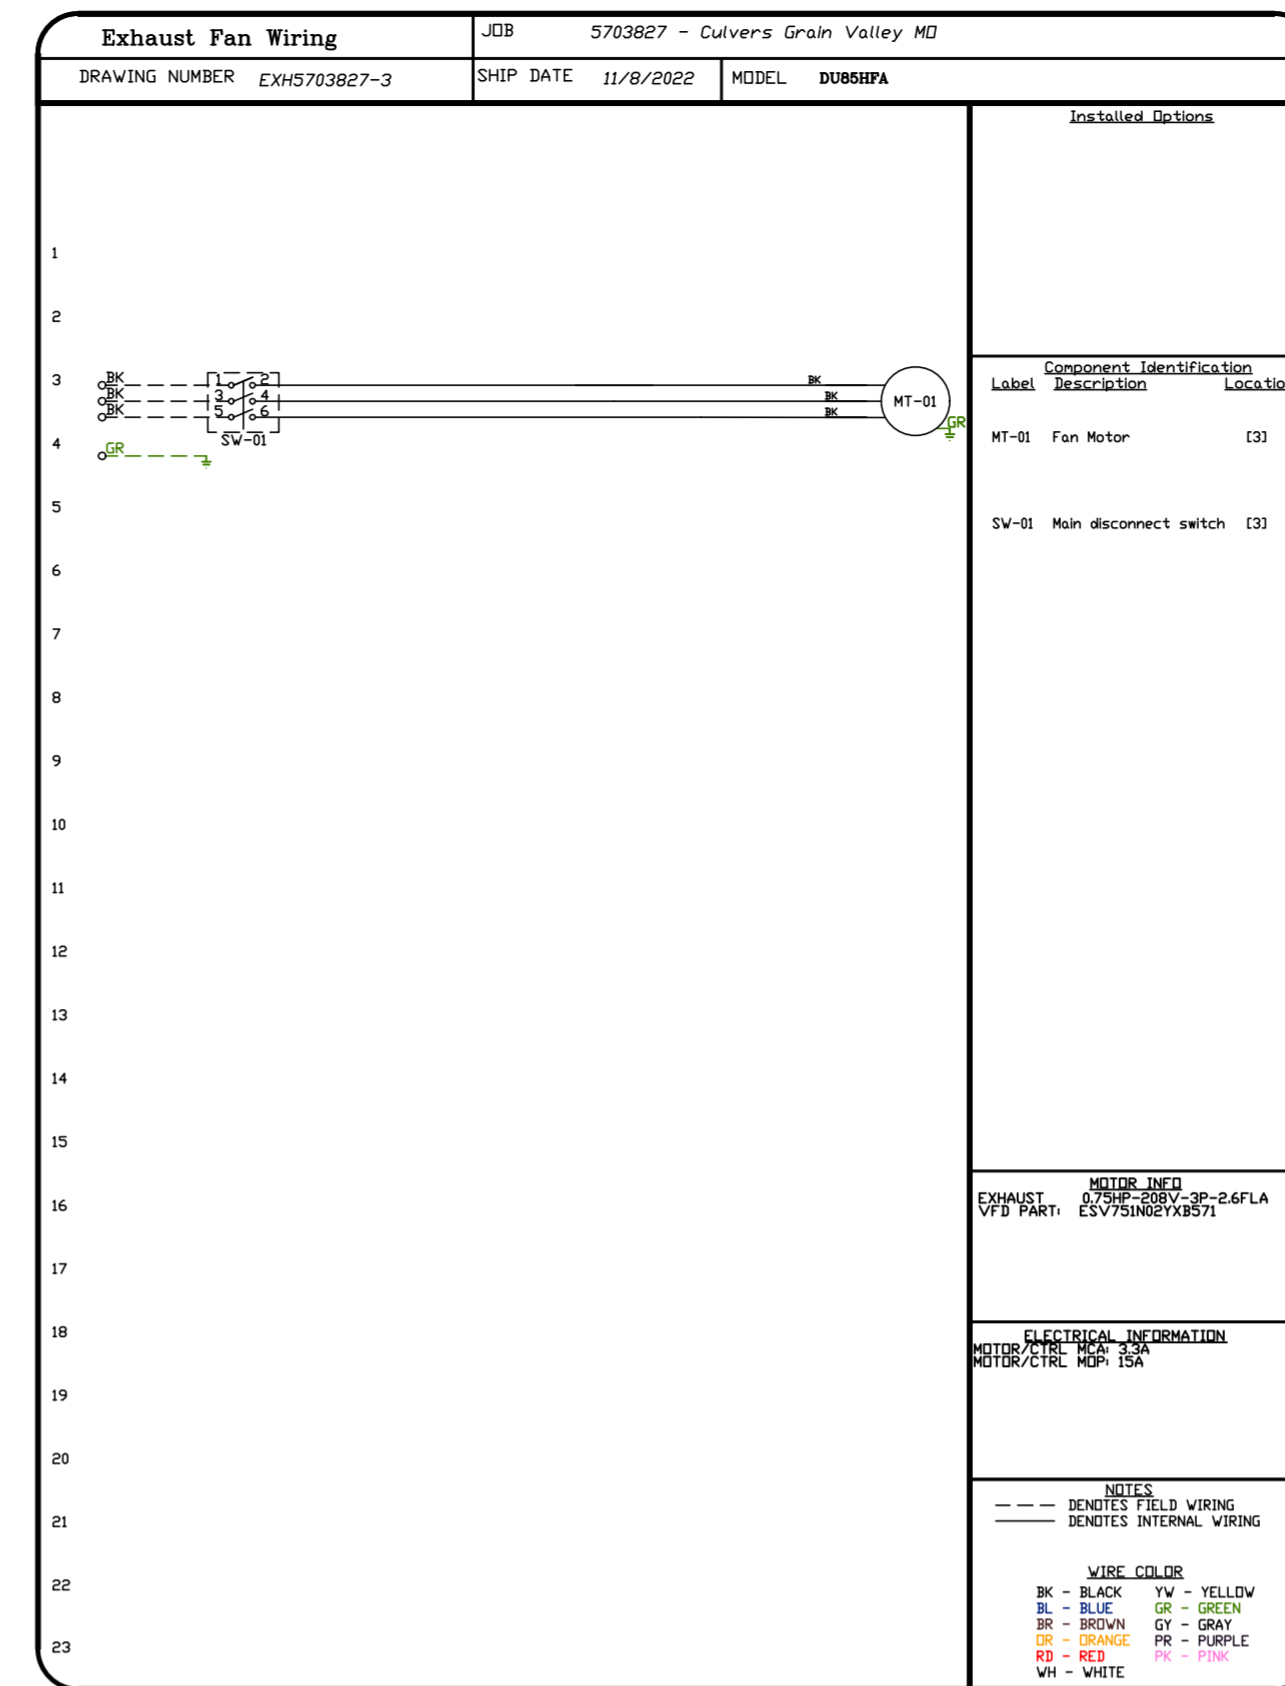 Exhaust Fan Wiring
JOB 5703827 - Culvers Grain Valley MO
DRAWING NUMBER EXH5703827-3
SHIP DATE 11/8/2022
MODEL DU85HFA
Installed Options
1
2
3
BK
BK
BK
1 2
3 4
5 6
SW-01
BK
BK
BK
MT-01
GR
4
GR
5
6
7
8
9
10
11
12
13
14
15
16
17
18
19
20
21
22
23
Component Identification
Label Description Locatio
MT-01 Fan Motor [3]
SW-01 Main disconnect switch [3]
MOTOR INFO
EXHAUST 0.75HP-208V-3P-2.6FLA
VFD PART: ESV751N02YXB571
ELECTRICAL INFORMATION
MOTOR/CTRL MCA: 3.3A
MOTOR/CTRL MOP: 15A
NOTES
DENOTES FIELD WIRING
DENOTES INTERNAL WIRING
WIRE COLOR
BK - BLACK YW - YELLOW
BL - BLUE GR - GREEN
BR - BROWN GY - GRAY
OR - ORANGE PR - PURPLE
RD - RED PK - PINK
WH - WHITE